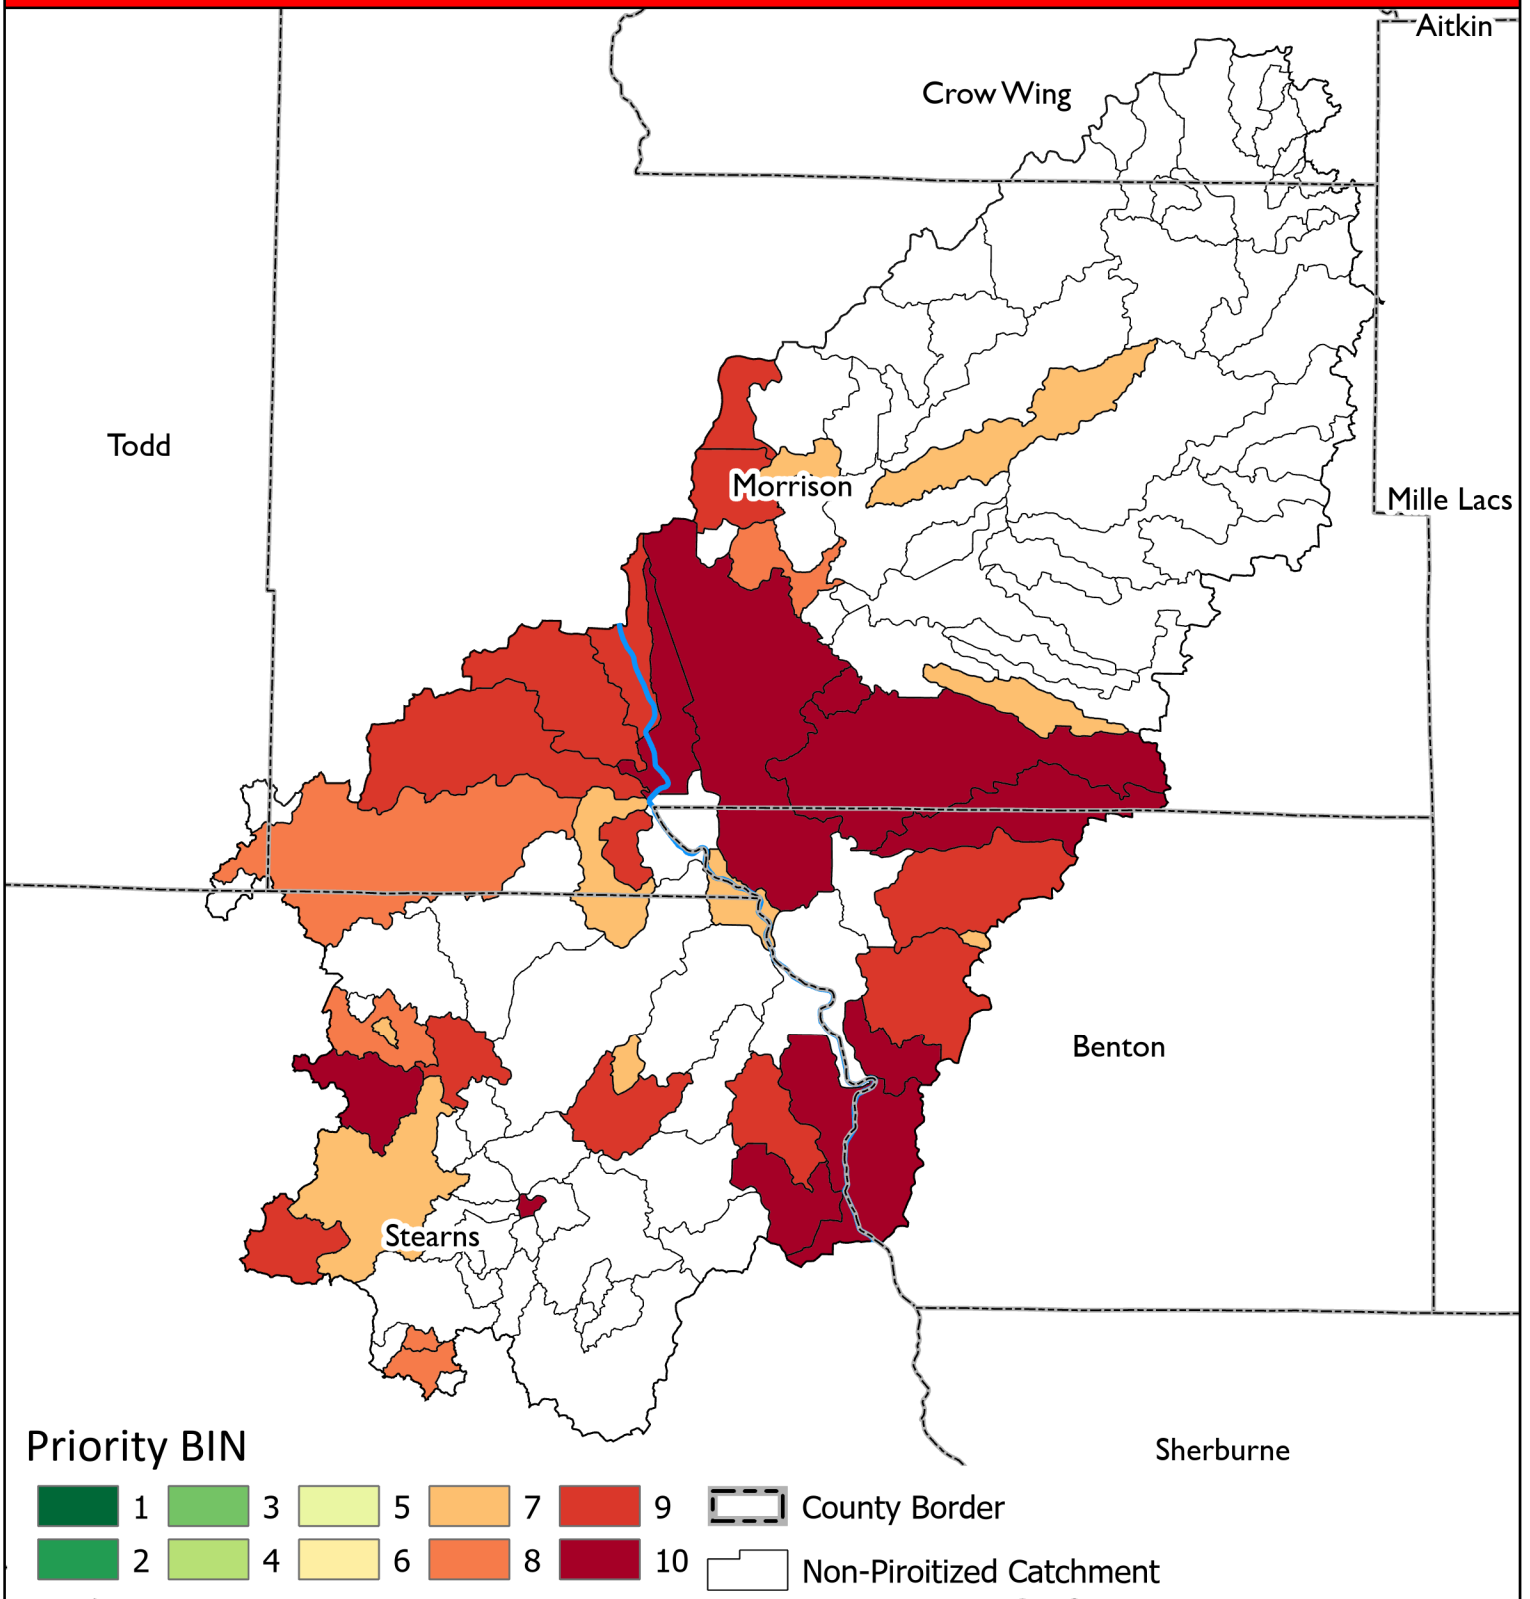 Aitkin
Crow Wing
Todd
Morrison
Mille Lacs
Benton
Stearns
Sherburne
Priority BIN
1 3 5 7 9 County Border
2 4 6 8 10 Non-Piroitized Catchment